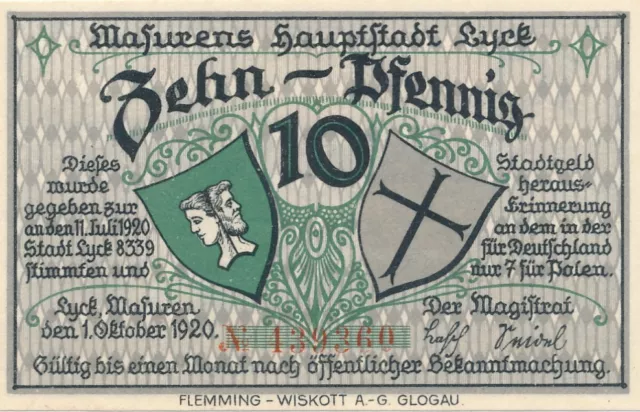 Masurens Hauptstadt Lyck
Zehn - Pfennig
10
Dieses Stadtgeld
wurde heraus-
gegeben zur Erinnerung
an den 11. Juli 1920 an dem in der
Stadt Lyck 8339 für Deutschland
stimmten und nur 7 für Polen.
Lyck, Masuren Der Magistrat
den 1. Oktober 1920. № 139360 Seidel
Gültig bis einen Monat nach öffentlicher Bekanntmachung.
FLEMMING - WISKOTT A.-G. GLOGAU.